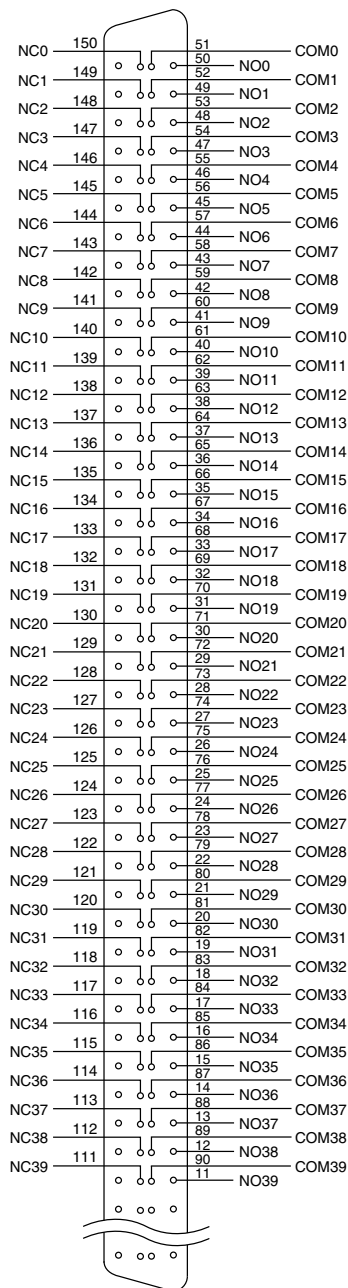 NC0 150 51 COM0
50 NO0
NC1 149 52 COM1
49 NO1
NC2 148 53 COM2
48 NO2
NC3 147 54 COM3
47 NO3
NC4 146 55 COM4
46 NO4
NC5 145 56 COM5
45 NO5
NC6 144 57 COM6
44 NO6
NC7 143 58 COM7
43 NO7
NC8 142 59 COM8
42 NO8
NC9 141 60 COM9
41 NO9
NC10 140 61 COM10
40 NO10
NC11 139 62 COM11
39 NO11
NC12 138 63 COM12
38 NO12
NC13 137 64 COM13
37 NO13
NC14 136 65 COM14
36 NO14
NC15 135 66 COM15
35 NO15
NC16 134 67 COM16
34 NO16
NC17 133 68 COM17
33 NO17
NC18 132 69 COM18
32 NO18
NC19 131 70 COM19
31 NO19
NC20 130 71 COM20
30 NO20
NC21 129 72 COM21
29 NO21
NC22 128 73 COM22
28 NO22
NC23 127 74 COM23
27 NO23
NC24 126 75 COM24
26 NO24
NC25 125 76 COM25
25 NO25
NC26 124 77 COM26
24 NO26
NC27 123 78 COM27
23 NO27
NC28 122 79 COM28
22 NO28
NC29 121 80 COM29
21 NO29
NC30 120 81 COM30
20 NO30
NC31 119 82 COM31
19 NO31
NC32 118 83 COM32
18 NO32
NC33 117 84 COM33
17 NO33
NC34 116 85 COM34
16 NO34
NC35 115 86 COM35
15 NO35
NC36 114 87 COM36
14 NO36
NC37 113 88 COM37
13 NO37
NC38 112 89 COM38
12 NO38
NC39 111 90 COM39
11 NO39